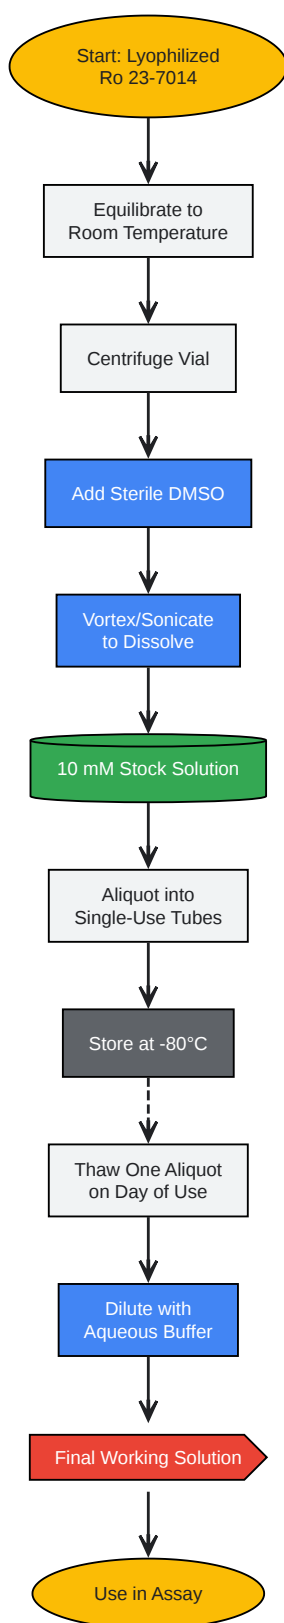 Start: Lyophilized
Ro 23-7014
Equilibrate to
Room Temperature
Centrifuge Vial
Add Sterile DMSO
Vortex/Sonicate
to Dissolve
10 mM Stock Solution
Aliquot into
Single-Use Tubes
Store at -80°C
Thaw One Aliquot
on Day of Use
Dilute with
Aqueous Buffer
Final Working Solution
Use in Assay